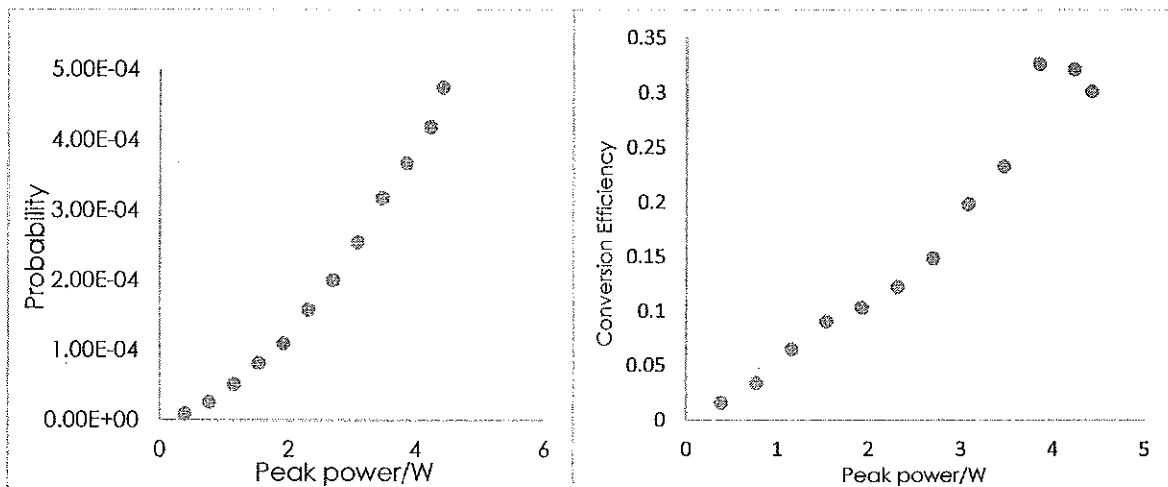 Probability
5.00E-04
4.00E-04
3.00E-04
2.00E-04
1.00E-04
0.00E+00
0 2 4 6
Peak power/W
Conversion Efficiency
0.35
0.3
0.25
0.2
0.15
0.1
0.05
0
0 1 2 3 4 5
Peak power/W